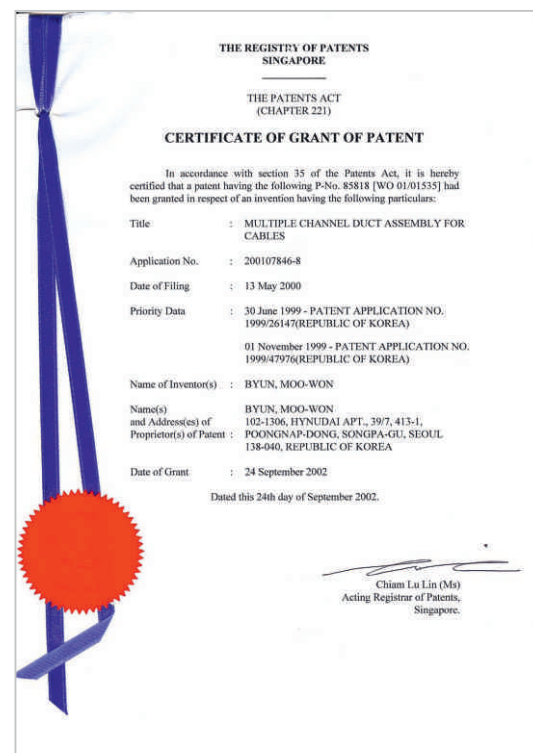 THE REGISTRY OF PATENTS
SINGAPORE
THE PATENTS ACT
(CHAPTER 221)
CERTIFICATE OF GRANT OF PATENT
In accordance with section 35 of the Patents Act, it is hereby
certified that a patent having the following P-No. 85818 [WO 01/01535] had
been granted in respect of an invention having the following particulars:
Title : MULTIPLE CHANNEL DUCT ASSEMBLY FOR
CABLES
Application No. : 200107846-8
Date of Filing : 13 May 2000
Priority Data : 30 June 1999 - PATENT APPLICATION NO.
1999/26147(REPUBLIC OF KOREA)
01 November 1999 - PATENT APPLICATION NO.
1999/47976(REPUBLIC OF KOREA)
Name of Inventor(s) : BYUN, MOO-WON
Name(s) BYUN, MOO-WON
and Address(es) of 102-1306, HYNUDAI APT., 39/7, 413-1,
Proprietor(s) of Patent : POONGNAP-DONG, SONGPA-GU, SEOUL
138-040, REPUBLIC OF KOREA
Date of Grant : 24 September 2002
Dated this 24th day of September 2002.
Chiam Lu Lin (Ms)
Acting Registrar of Patents,
Singapore.